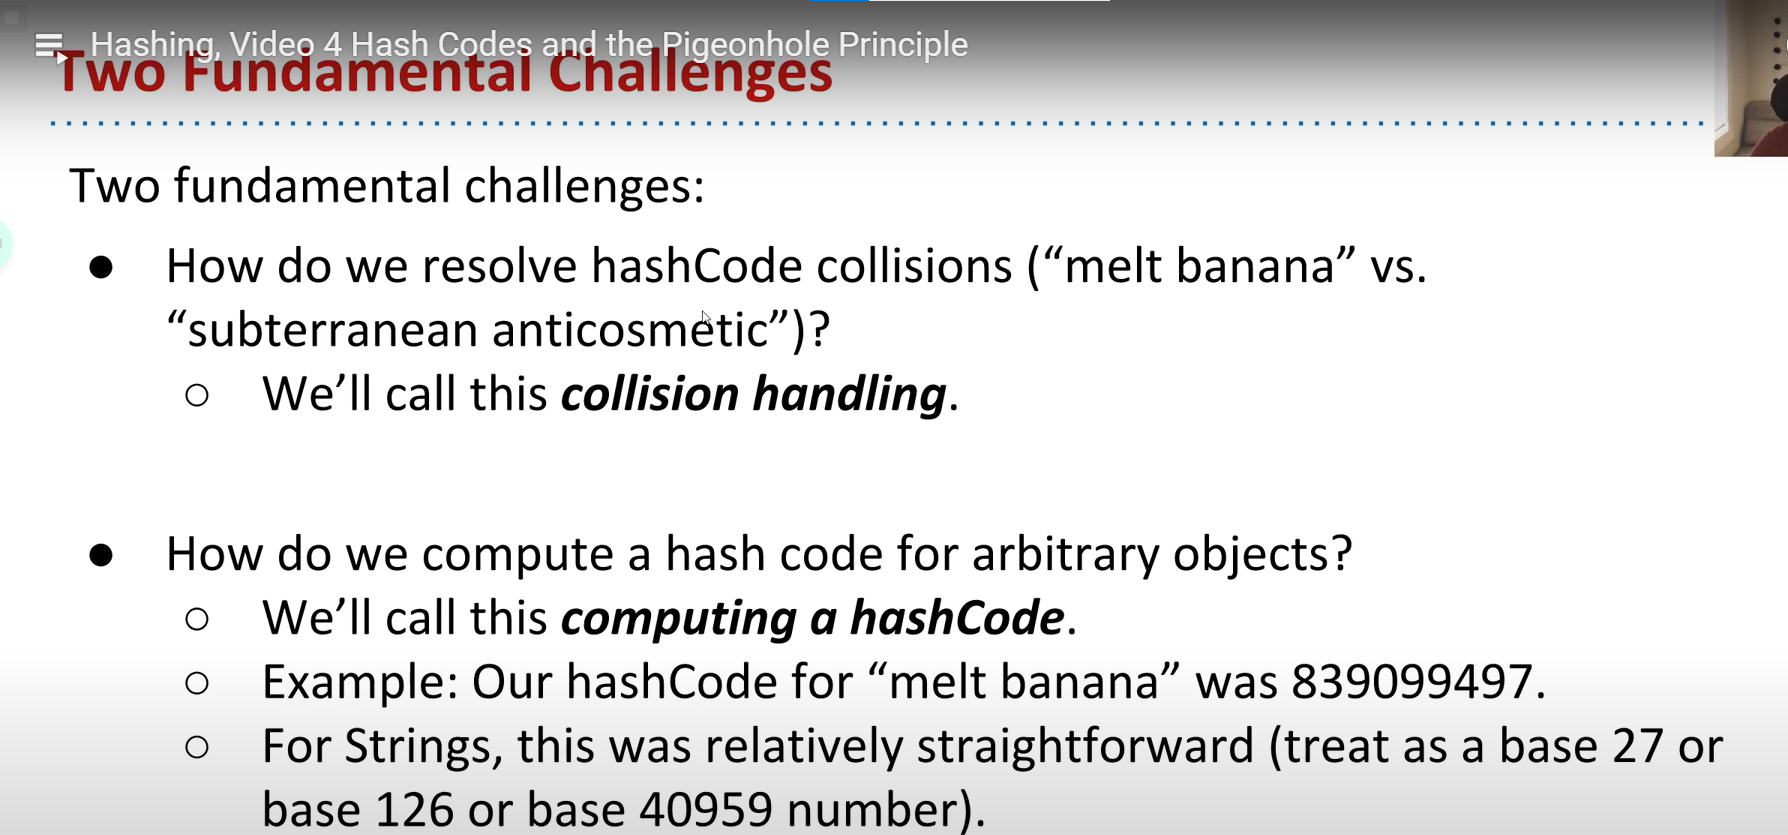 Hashing, Video 4 Hash Codes and the Pigeonhole Principle
Two Fundamental Challenges
Two fundamental challenges:
● How do we resolve hashCode collisions (“melt banana” vs.
“subterranean anticosmetic”)?
○ We’ll call this collision handling.
● How do we compute a hash code for arbitrary objects?
○ We’ll call this computing a hashCode.
○ Example: Our hashCode for “melt banana” was 839099497.
○ For Strings, this was relatively straightforward (treat as a base 27 or
base 126 or base 40959 number).